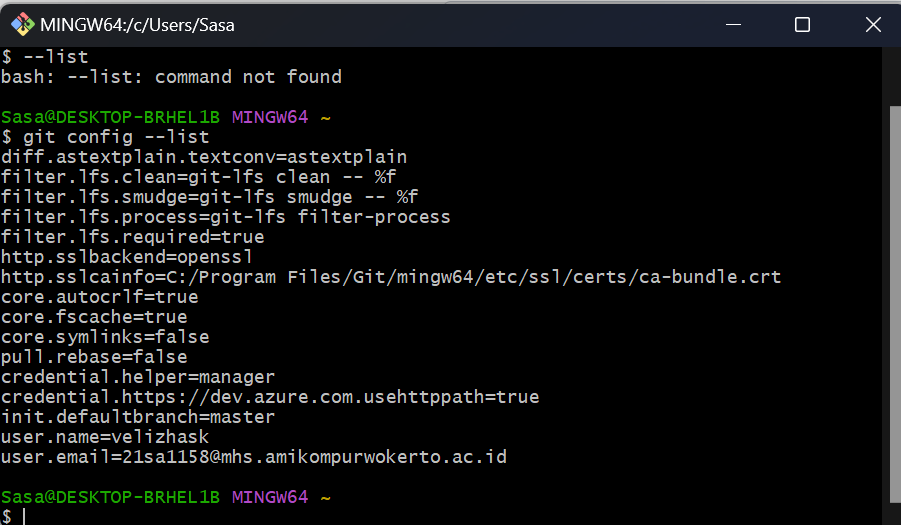 MINGW64:/c/Users/Sasa
$ --list
bash: --list: command not found
Sasa@DESKTOP-BRHEL1B MINGW64 ~
$ git config --list
diff.astextplain.textconv=astextplain
filter.lfs.clean=git-lfs clean -- %f
filter.lfs.smudge=git-lfs smudge -- %f
filter.lfs.process=git-lfs filter-process
filter.lfs.required=true
http.sslbackend=openssl
http.sslcainfo=C:/Program Files/Git/mingw64/etc/ssl/certs/ca-bundle.crt
core.autocrlf=true
core.fscache=true
core.symlinks=false
pull.rebase=false
credential.helper=manager
credential.https://dev.azure.com.usehttppath=true
init.defaultbranch=master
user.name=velizhask
user.email=21sa1158@mhs.amikompurwokerto.ac.id
Sasa@DESKTOP-BRHEL1B MINGW64 ~
$